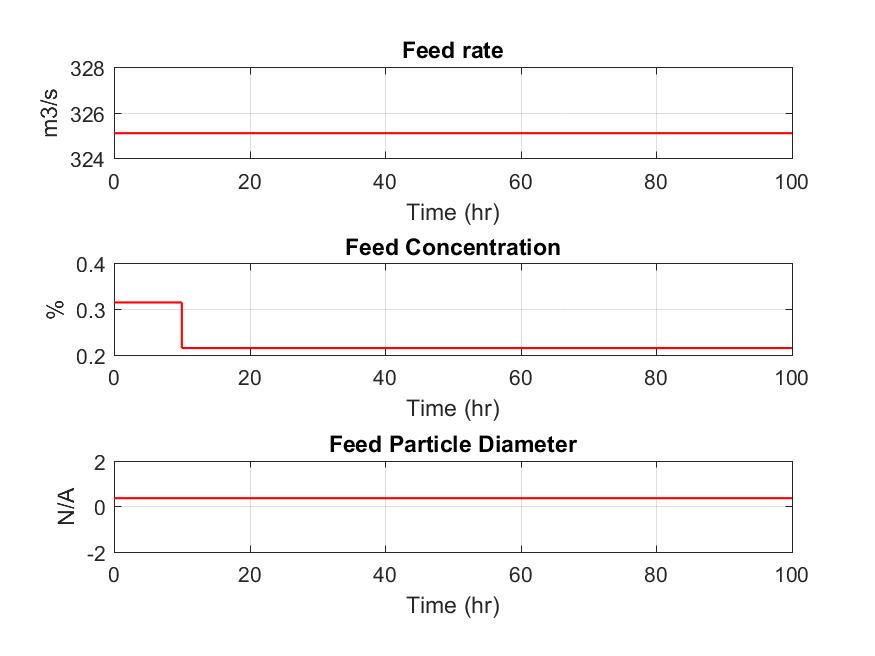 Feed rate
328
326
324
m3/s
0 20 40 60 80 100
Time (hr)
Feed Concentration
0.4
0.3
0.2
%
0 20 40 60 80 100
Time (hr)
Feed Particle Diameter
2
0
-2
N/A
0 20 40 60 80 100
Time (hr)